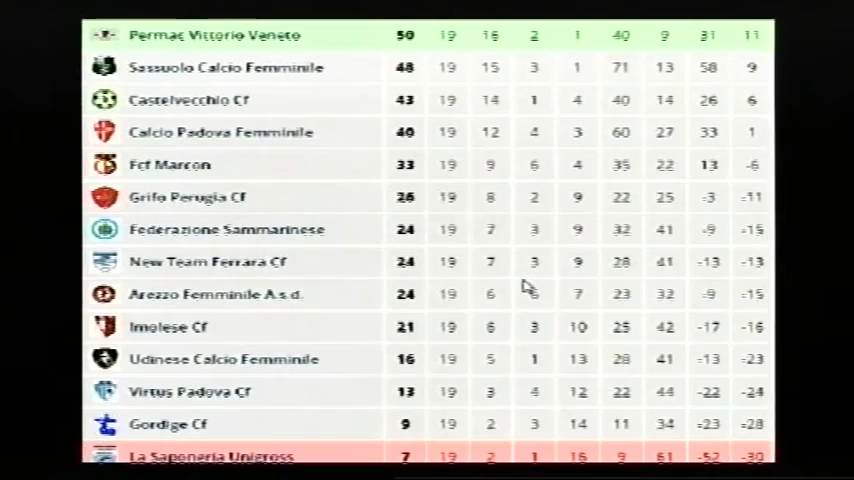 Permac Vittorio Veneto 50 19 16 2 1 40 9 31 11
Sassuolo Calcio Femminile 48 19 15 3 1 71 13 58 9
Castelvecchio Cf 43 19 14 1 4 40 14 26 6
Calcio Padova Femminile 40 19 12 4 3 60 27 33 1
Fcf Marcon 33 19 9 6 4 35 22 13 -6
Grifo Perugia Cf 26 19 8 2 9 22 25 -3 -11
Federazione Sammarinese 24 19 7 3 9 32 41 -9 -15
New Team Ferrara Cf 24 19 7 3 9 28 41 -13 -13
Arezzo Femminile A.s.d. 24 19 6 6 7 23 32 -9 -15
Imolese Cf 21 19 6 3 10 25 42 -17 -16
Udinese Calcio Femminile 16 19 5 1 13 28 41 -13 -23
Virtus Padova Cf 13 19 3 4 12 22 44 -22 -24
Gordige Cf 9 19 2 3 14 11 34 -23 -28
La Saponeria Unigross 7 19 2 1 16 9 61 -52 -30